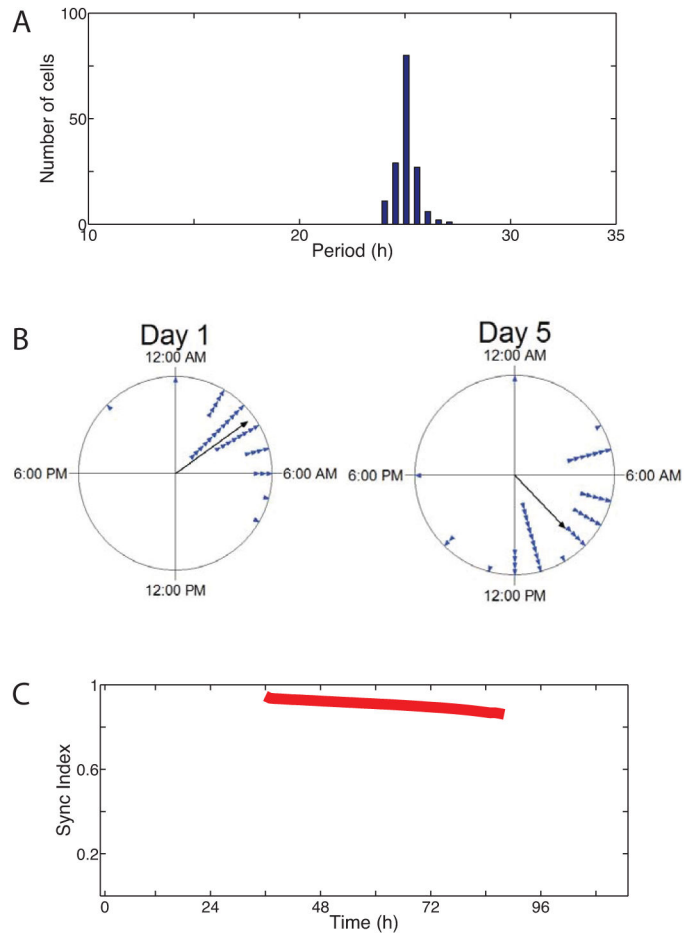 A
100
50
0
Number of cells
10
20
30
35
Period (h)
B
Day 1
12:00 AM
6:00 PM
6:00 AM
12:00 PM
Day 5
12:00 AM
6:00 PM
6:00 AM
12:00 PM
C
1
0.6
0.2
Sync Index
0
24
48
72
96
Time (h)